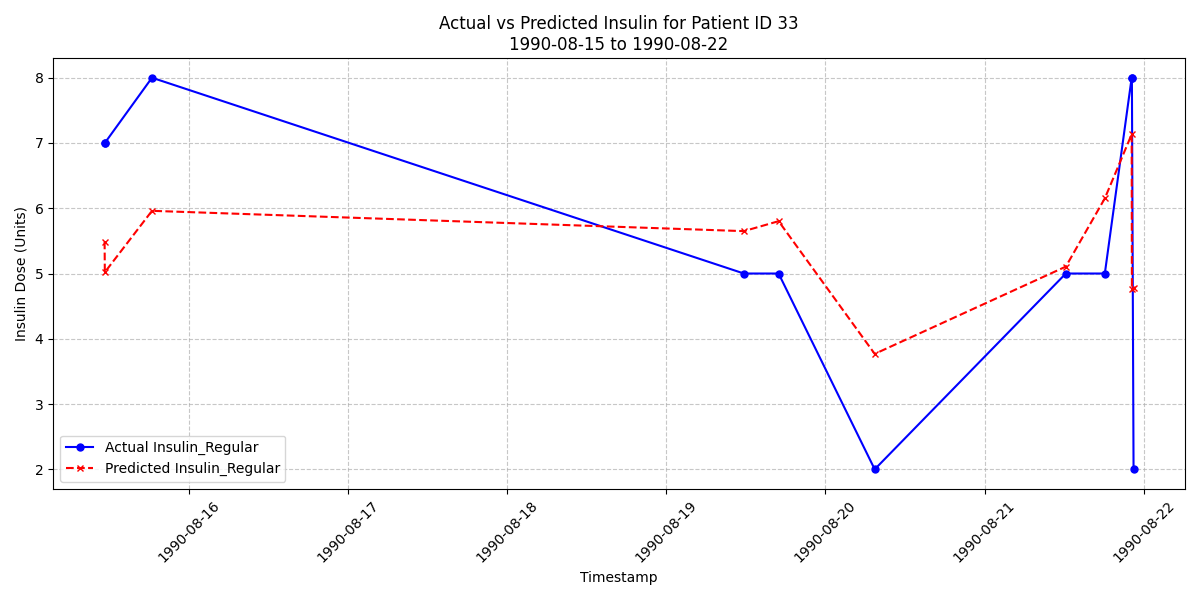 Actual vs Predicted Insulin for Patient ID 33
1990-08-15 to 1990-08-22
Insulin Dose (Units)
8
7
6
5
4
3
2
Actual Insulin_Regular
Predicted Insulin_Regular
1990-08-16
1990-08-17
1990-08-18
1990-08-19
1990-08-20
1990-08-21
1990-08-22
Timestamp